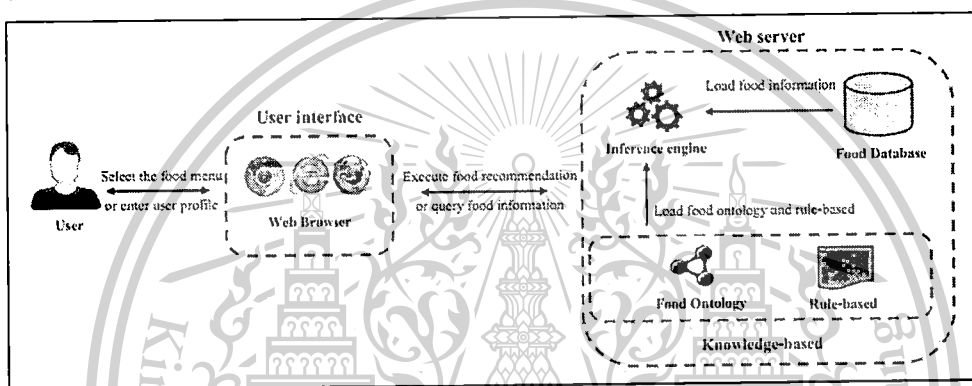 Web server
Load food information
User interface
Inference engine
Food Database
Select the food menu
or enter user profile
Execute food recommendation
or query food information
User
Web Browser
Load food ontology and rule-based
Food Ontology
Rule-based
Knowledge-based